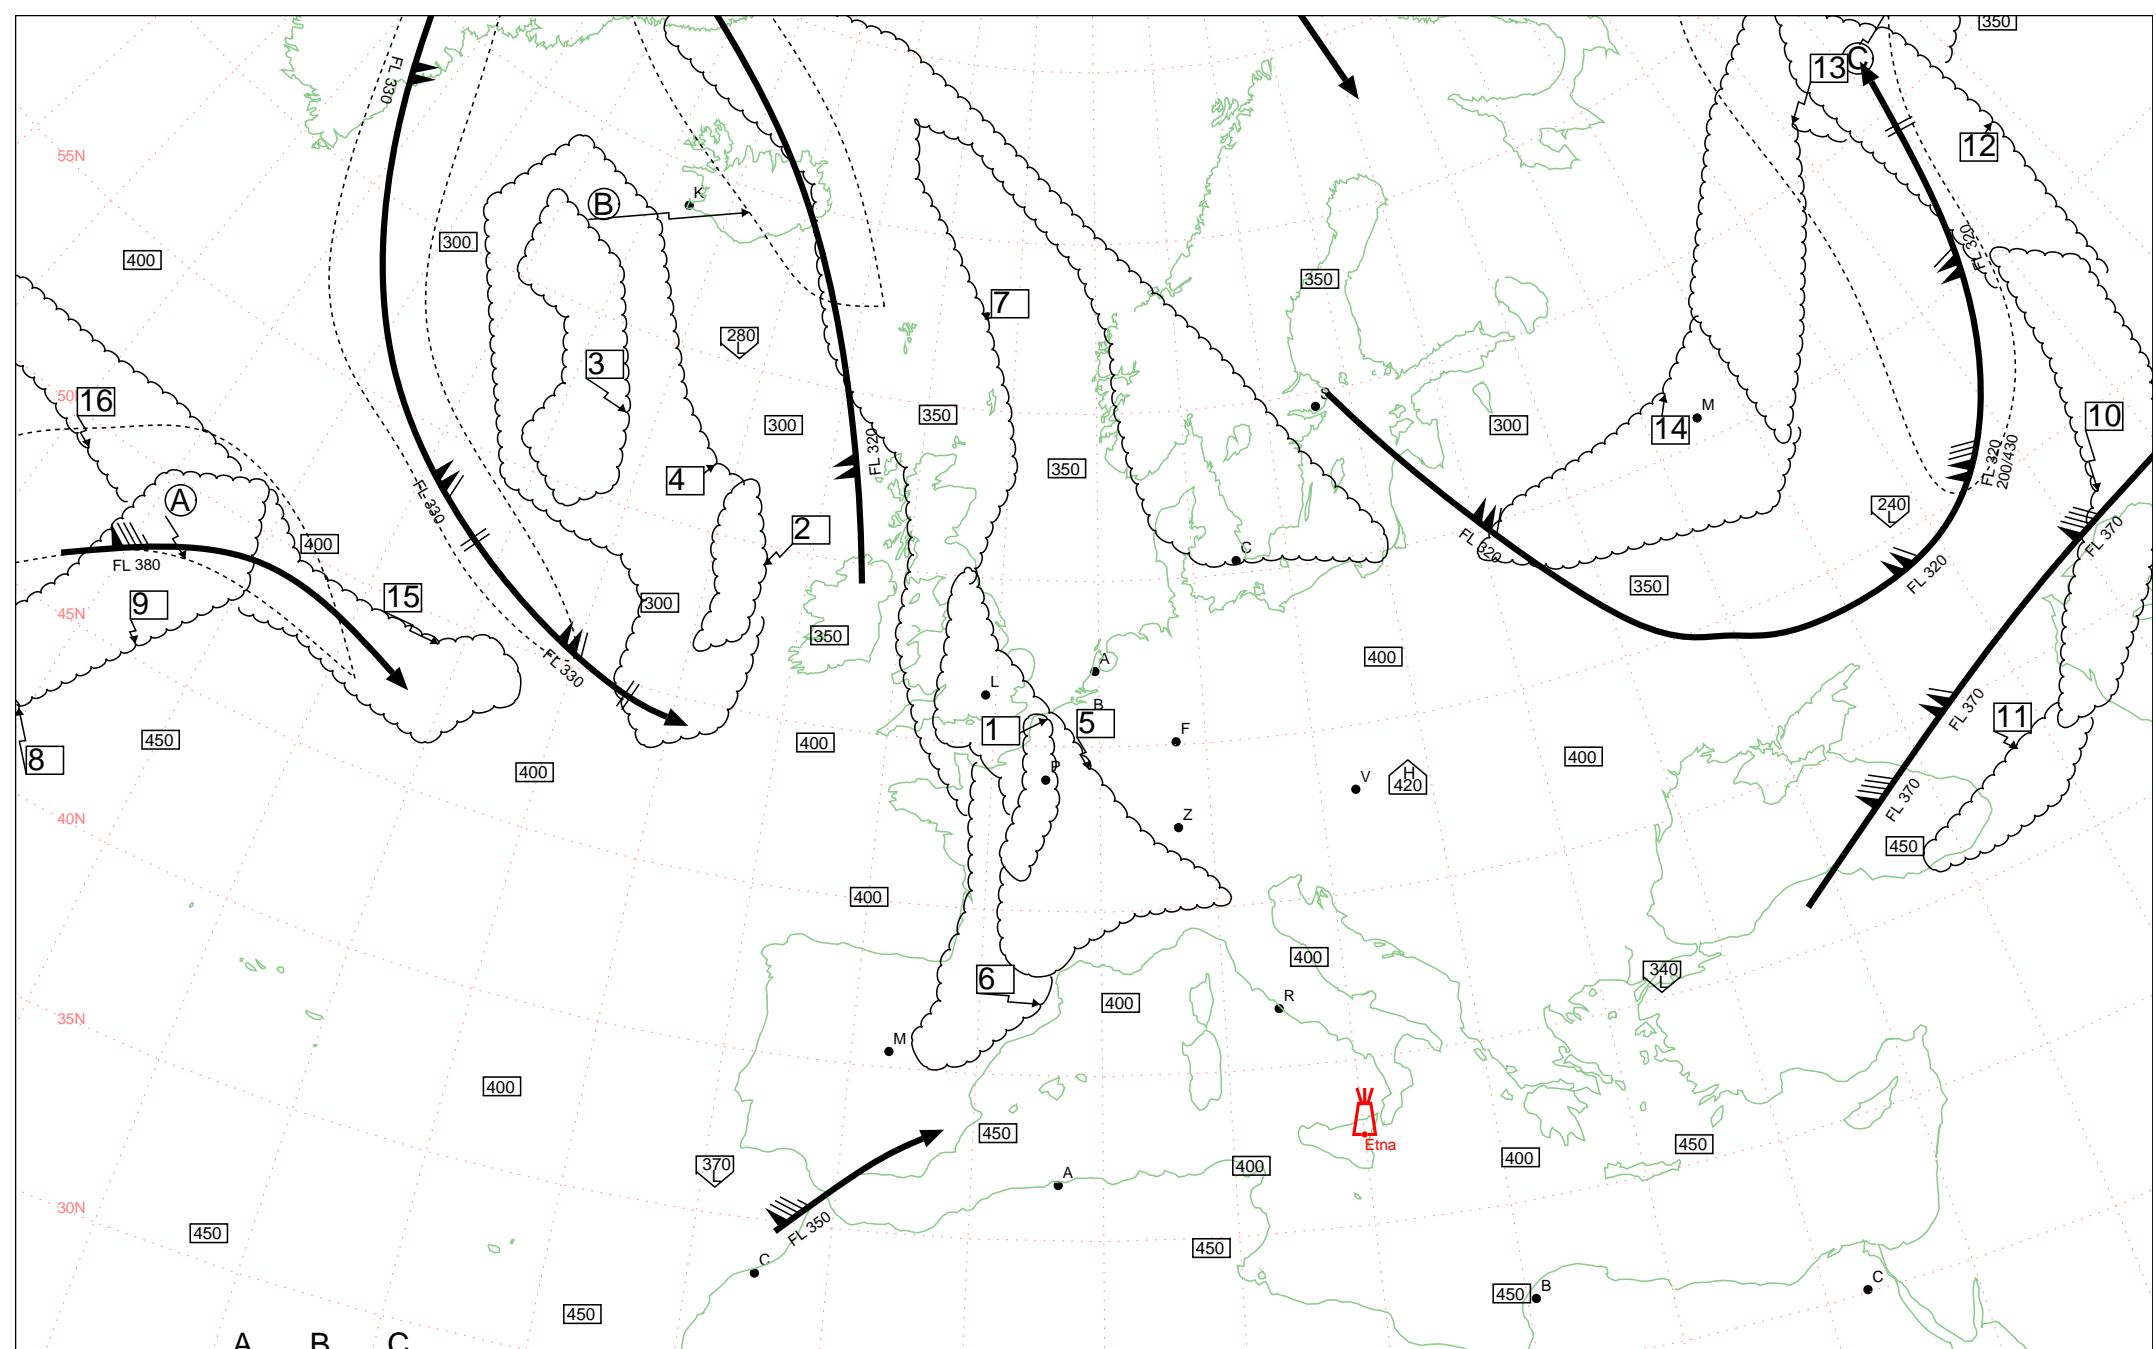 350
C
13
FL 330
12
55N
K
B
FL 320
300
400
350
7
280
L
3
S
50N
16
350
300
300
M
14
10
FL 320
350
4
FL 320
200/430
A
FL 330
240
2
FL 370
400
C
FL 320
FL 380
FL 320
350
15
9
300
45N
350
400
A
FL 330
L
B
FL 370
11
1
5
F
450
400
8
400
400
P
V
H
420
FL 370
Z
40N
450
400
400
340
L
6
400
R
35N
M
400
450
Etna
450
370
L
400
400
A
30N
FL 350
450
450
C
C
450
B
450
A B C